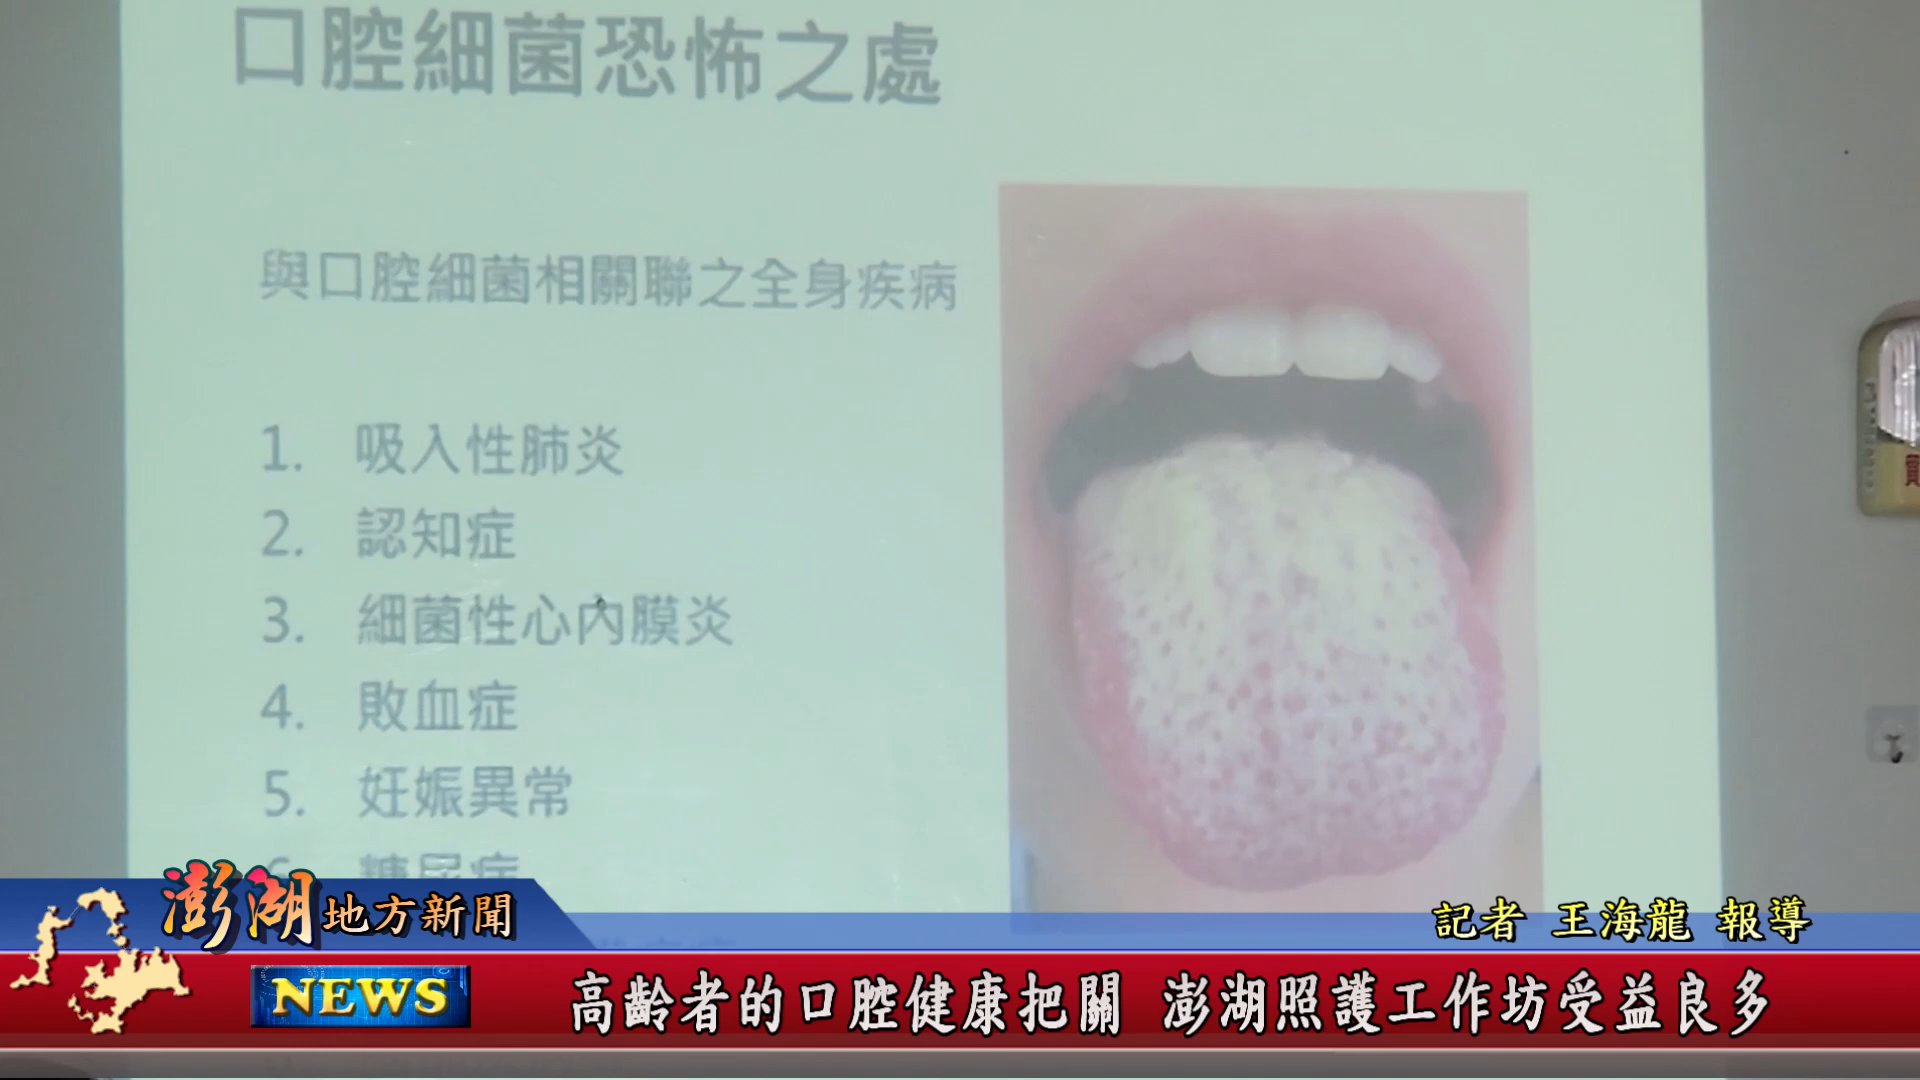 口腔細菌恐怖之處
與口腔細菌相關聯之全身疾病
1. 吸入性肺炎
2. 認知症
3. 細菌性心內膜炎
4. 敗血症
5. 妊娠異常
6. 糖尿病
澎湖地方新聞
記者 王海龍 報導
NEWS
高齡者的口腔健康把關 澎湖照護工作坊受益良多